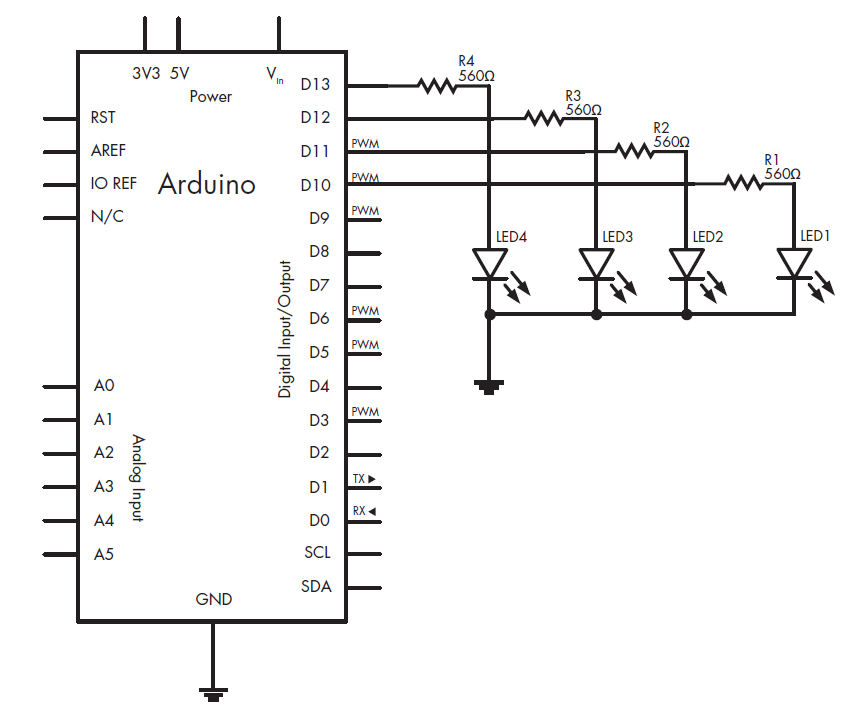 3V3 5V Vin
Power
RST
AREF
IO REF
N/C
Arduino
A0
A1
A2
A3
A4
A5
Analog Input
Digital Input/Output
D13
D12
D11 PWM
D10 PWM
D9 PWM
D8
D7
D6 PWM
D5 PWM
D4
D3 PWM
D2
D1 TX ►
D0 RX ◄
SCL
SDA
GND
R4
560Ω
R3
560Ω
R2
560Ω
R1
560Ω
LED4
LED3
LED2
LED1